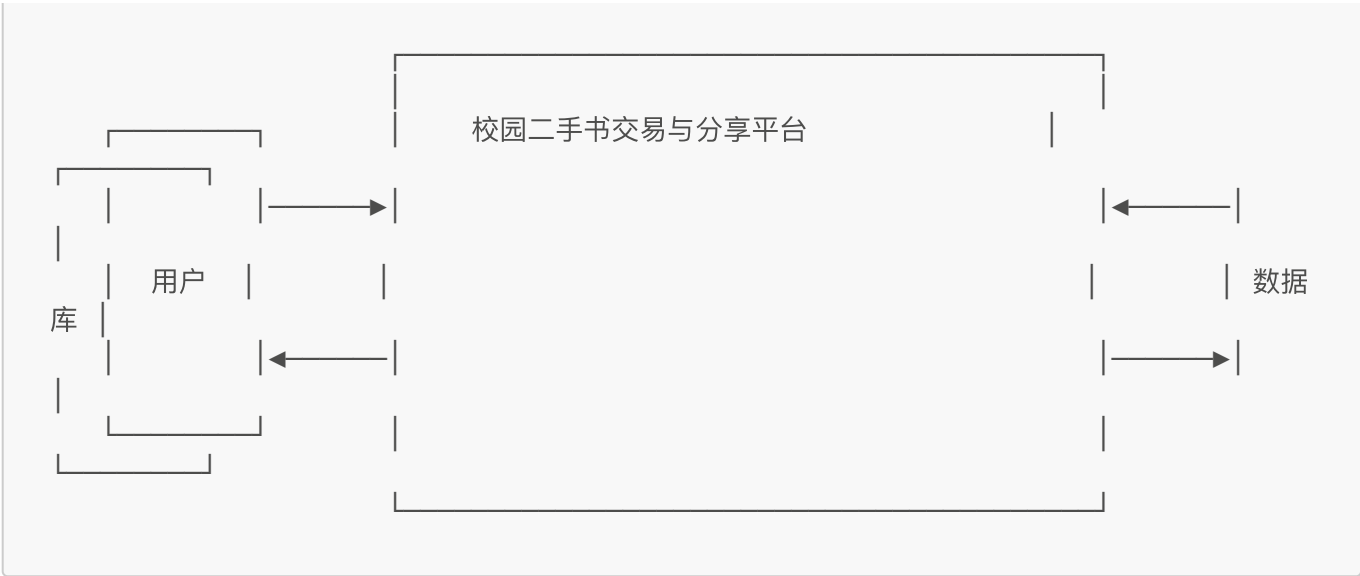 校园二手书交易与分享平台
用户 数据
库